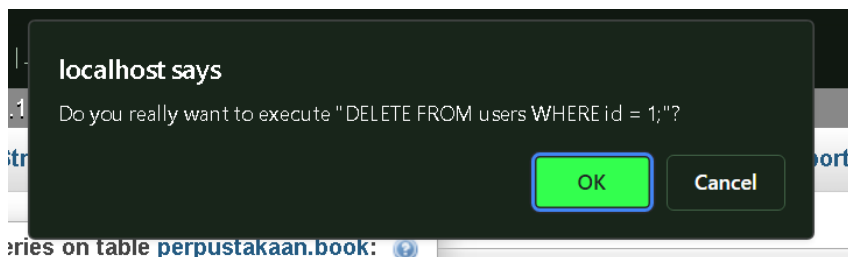 localhost says
.1
Do you really want to execute "DELETE FROM users WHERE id = 1;"?
OK
Cancel
eries on table perpustakaan.book: